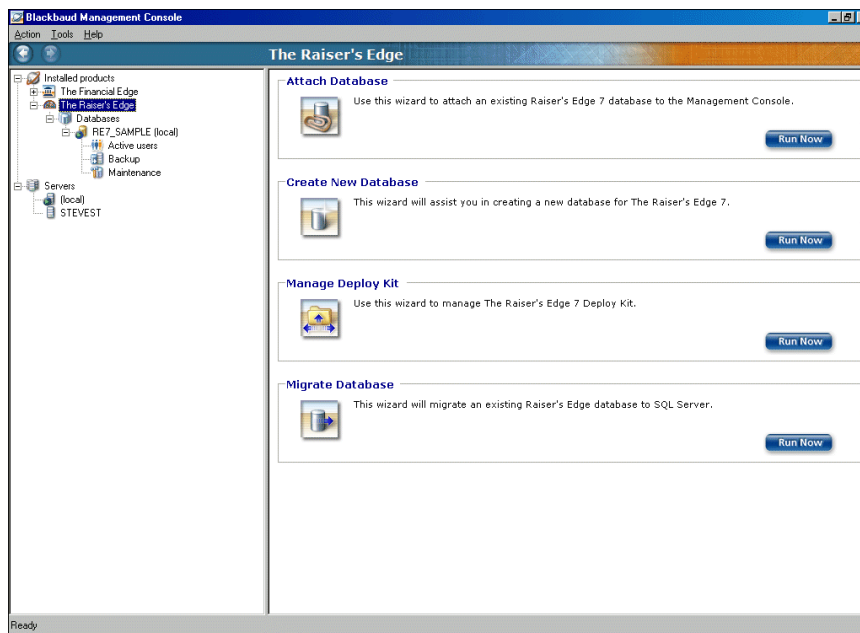 Blackbaud Management Console
Action Tools Help
The Raiser's Edge
Installed products
The Financial Edge
The Raiser's Edge
Databases
RE7_SAMPLE (local)
Active users
Backup
Maintenance
Servers
(local)
STEVEST
Attach Database
Use this wizard to attach an existing Raiser's Edge 7 database to the Management Console.
Run Now
Create New Database
This wizard will assist you in creating a new database for The Raiser's Edge 7.
Run Now
Manage Deploy Kit
Use this wizard to manage The Raiser's Edge 7 Deploy Kit.
Run Now
Migrate Database
This wizard will migrate an existing Raiser's Edge database to SQL Server.
Run Now
Ready